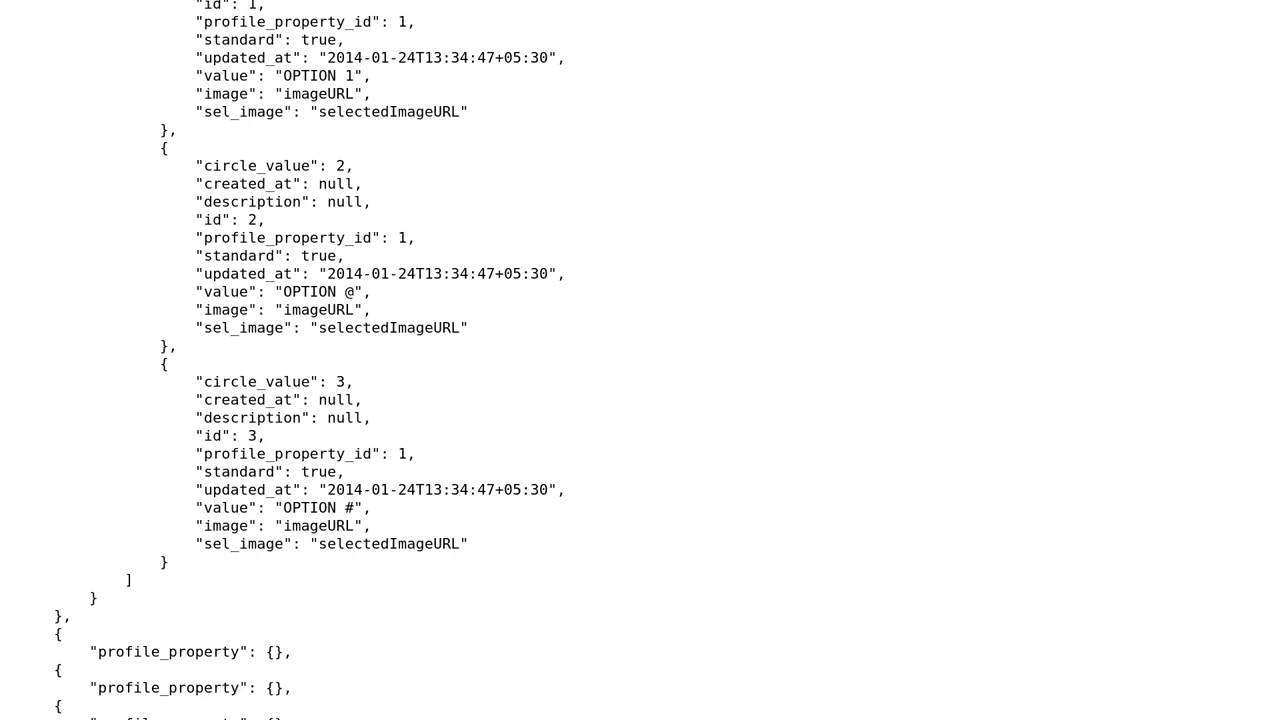 "id": 1,
"profile_property_id": 1,
"standard": true,
"updated_at": "2014-01-24T13:34:47+05:30",
"value": "OPTION 1",
"image": "imageURL",
"sel_image": "selectedImageURL"
},
{
"circle_value": 2,
"created_at": null,
"description": null,
"id": 2,
"profile_property_id": 1,
"standard": true,
"updated_at": "2014-01-24T13:34:47+05:30",
"value": "OPTION @",
"image": "imageURL",
"sel_image": "selectedImageURL"
},
{
"circle_value": 3,
"created_at": null,
"description": null,
"id": 3,
"profile_property_id": 1,
"standard": true,
"updated_at": "2014-01-24T13:34:47+05:30",
"value": "OPTION #",
"image": "imageURL",
"sel_image": "selectedImageURL"
}
]
}
},
{
"profile_property": {},
{
"profile_property": {},
{